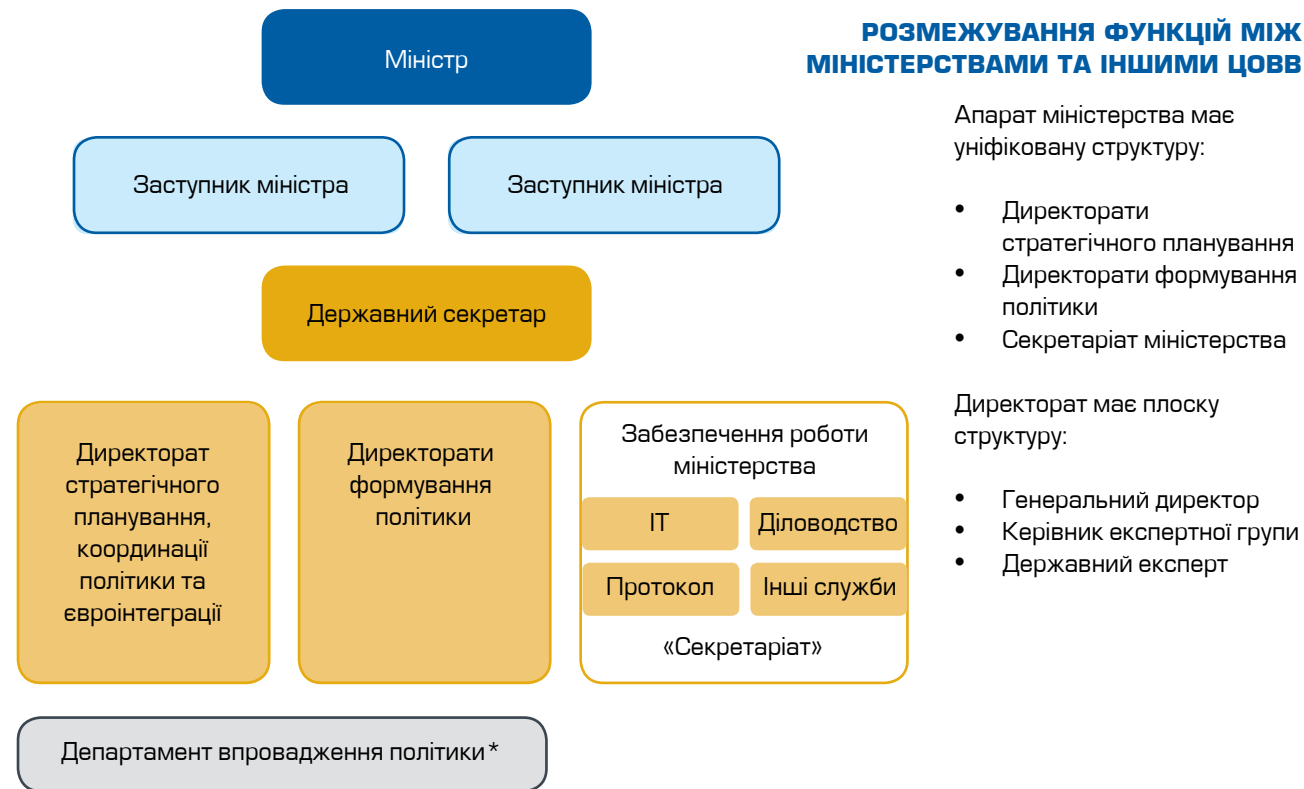 Міністр
РОЗМЕЖУВАННЯ ФУНКЦІЙ МІЖ
МІНІСТЕРСТВАМИ ТА ІНШИМИ ЦОВВ
Заступник міністра
Заступник міністра
Державний секретар
Директорат
стратегічного
планування,
координації
політики та
євроінтеграції
Директорати
формування
політики
Забезпечення роботи
міністерства
ІТ
Діловодство
Протокол
Інші служби
«Секретаріат»
Департамент впровадження політики*
Апарат міністерства має
уніфіковану структуру:
• Директорати
стратегічного планування
• Директорати формування
політики
• Секретаріат міністерства
Директорат має плоску
структуру:
• Генеральний директор
• Керівник експертної групи
• Державний експерт